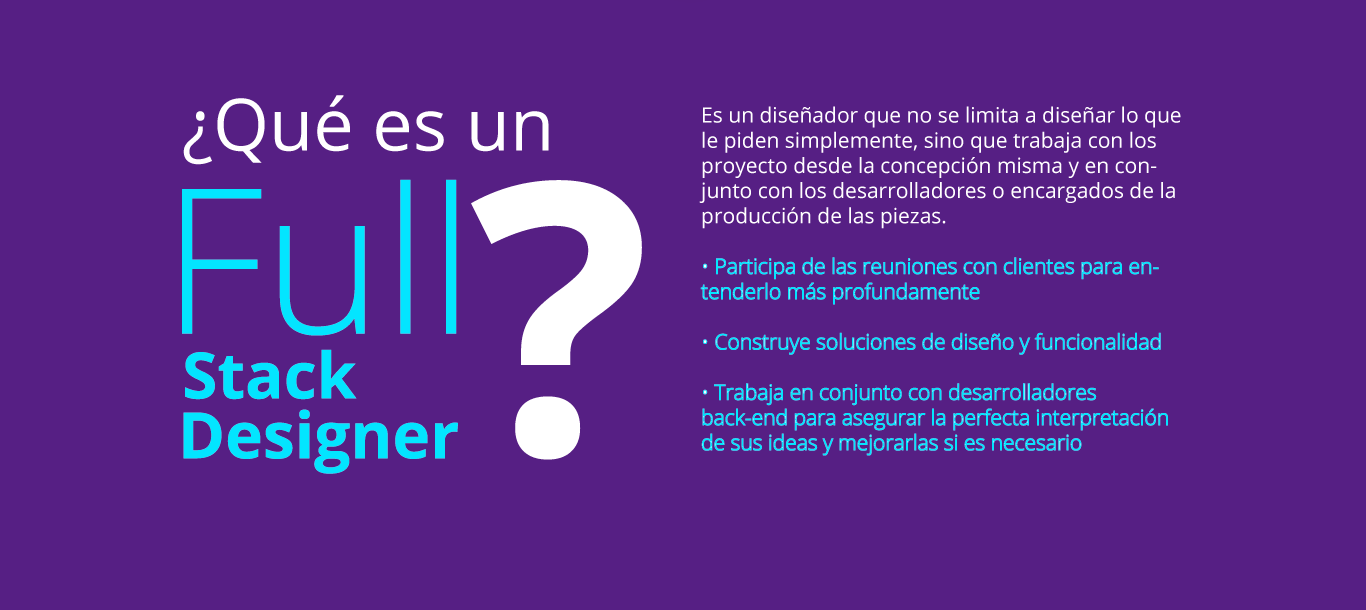 ¿Qué es un
Full?
Stack
Designer
Es un diseñador que no se limita a diseñar lo que
le piden simplemente, sino que trabaja con los
proyecto desde la concepción misma y en con-
junto con los desarrolladores o encargados de la
producción de las piezas.
• Participa de las reuniones con clientes para en-
tenderlo más profundamente
• Construye soluciones de diseño y funcionalidad
• Trabaja en conjunto con desarrolladores
back-end para asegurar la perfecta interpretación
de sus ideas y mejorarlas si es necesario